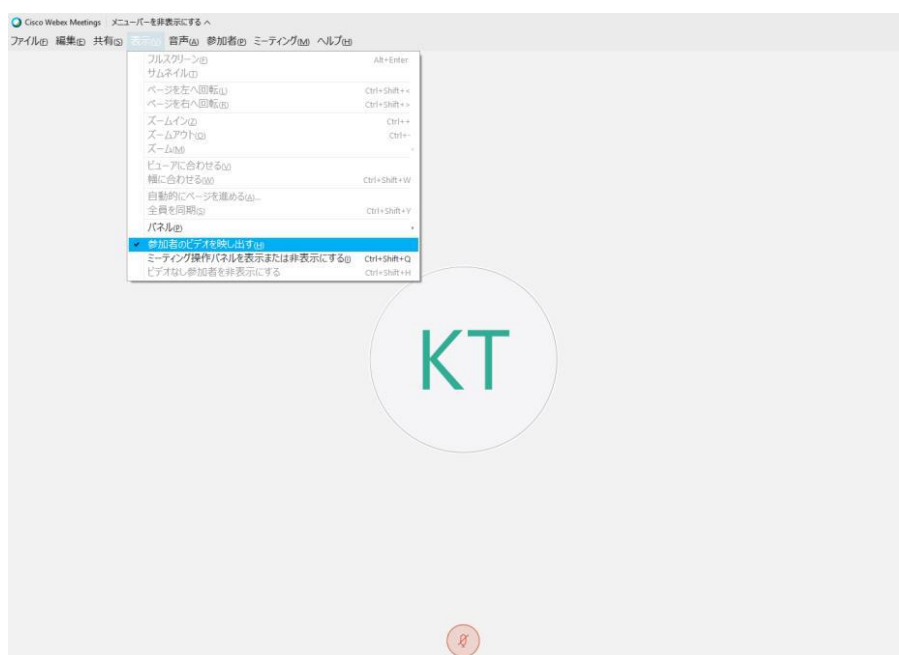 Cisco Webex Meetings メニューバーを非表示にする ^
ファイル(F) 編集(E) 共有(S) 表示(V) 音声(A) 参加者(P) ミーティング(M) ヘルプ(H)
フルスクリーン(F) Alt+Enter
サムネイル(T)
ページを左へ回転(L) Ctrl+Shift+<
ページを右へ回転(R) Ctrl+Shift+>
ズームイン(Z) Ctrl++
ズームアウト(O) Ctrl+-
ズーム(M) >
ビューアに合わせる(V)
幅に合わせる(W) Ctrl+Shift+W
自動的にページを進める(A)...
全員を同期(S) Ctrl+Shift+Y
パネル(P) >
✓ 参加者のビデオを映し出す(H)
ミーティング操作パネルを表示または非表示にする(I) Ctrl+Shift+Q
ビデオなし参加者を非表示にする Ctrl+Shift+H
KT